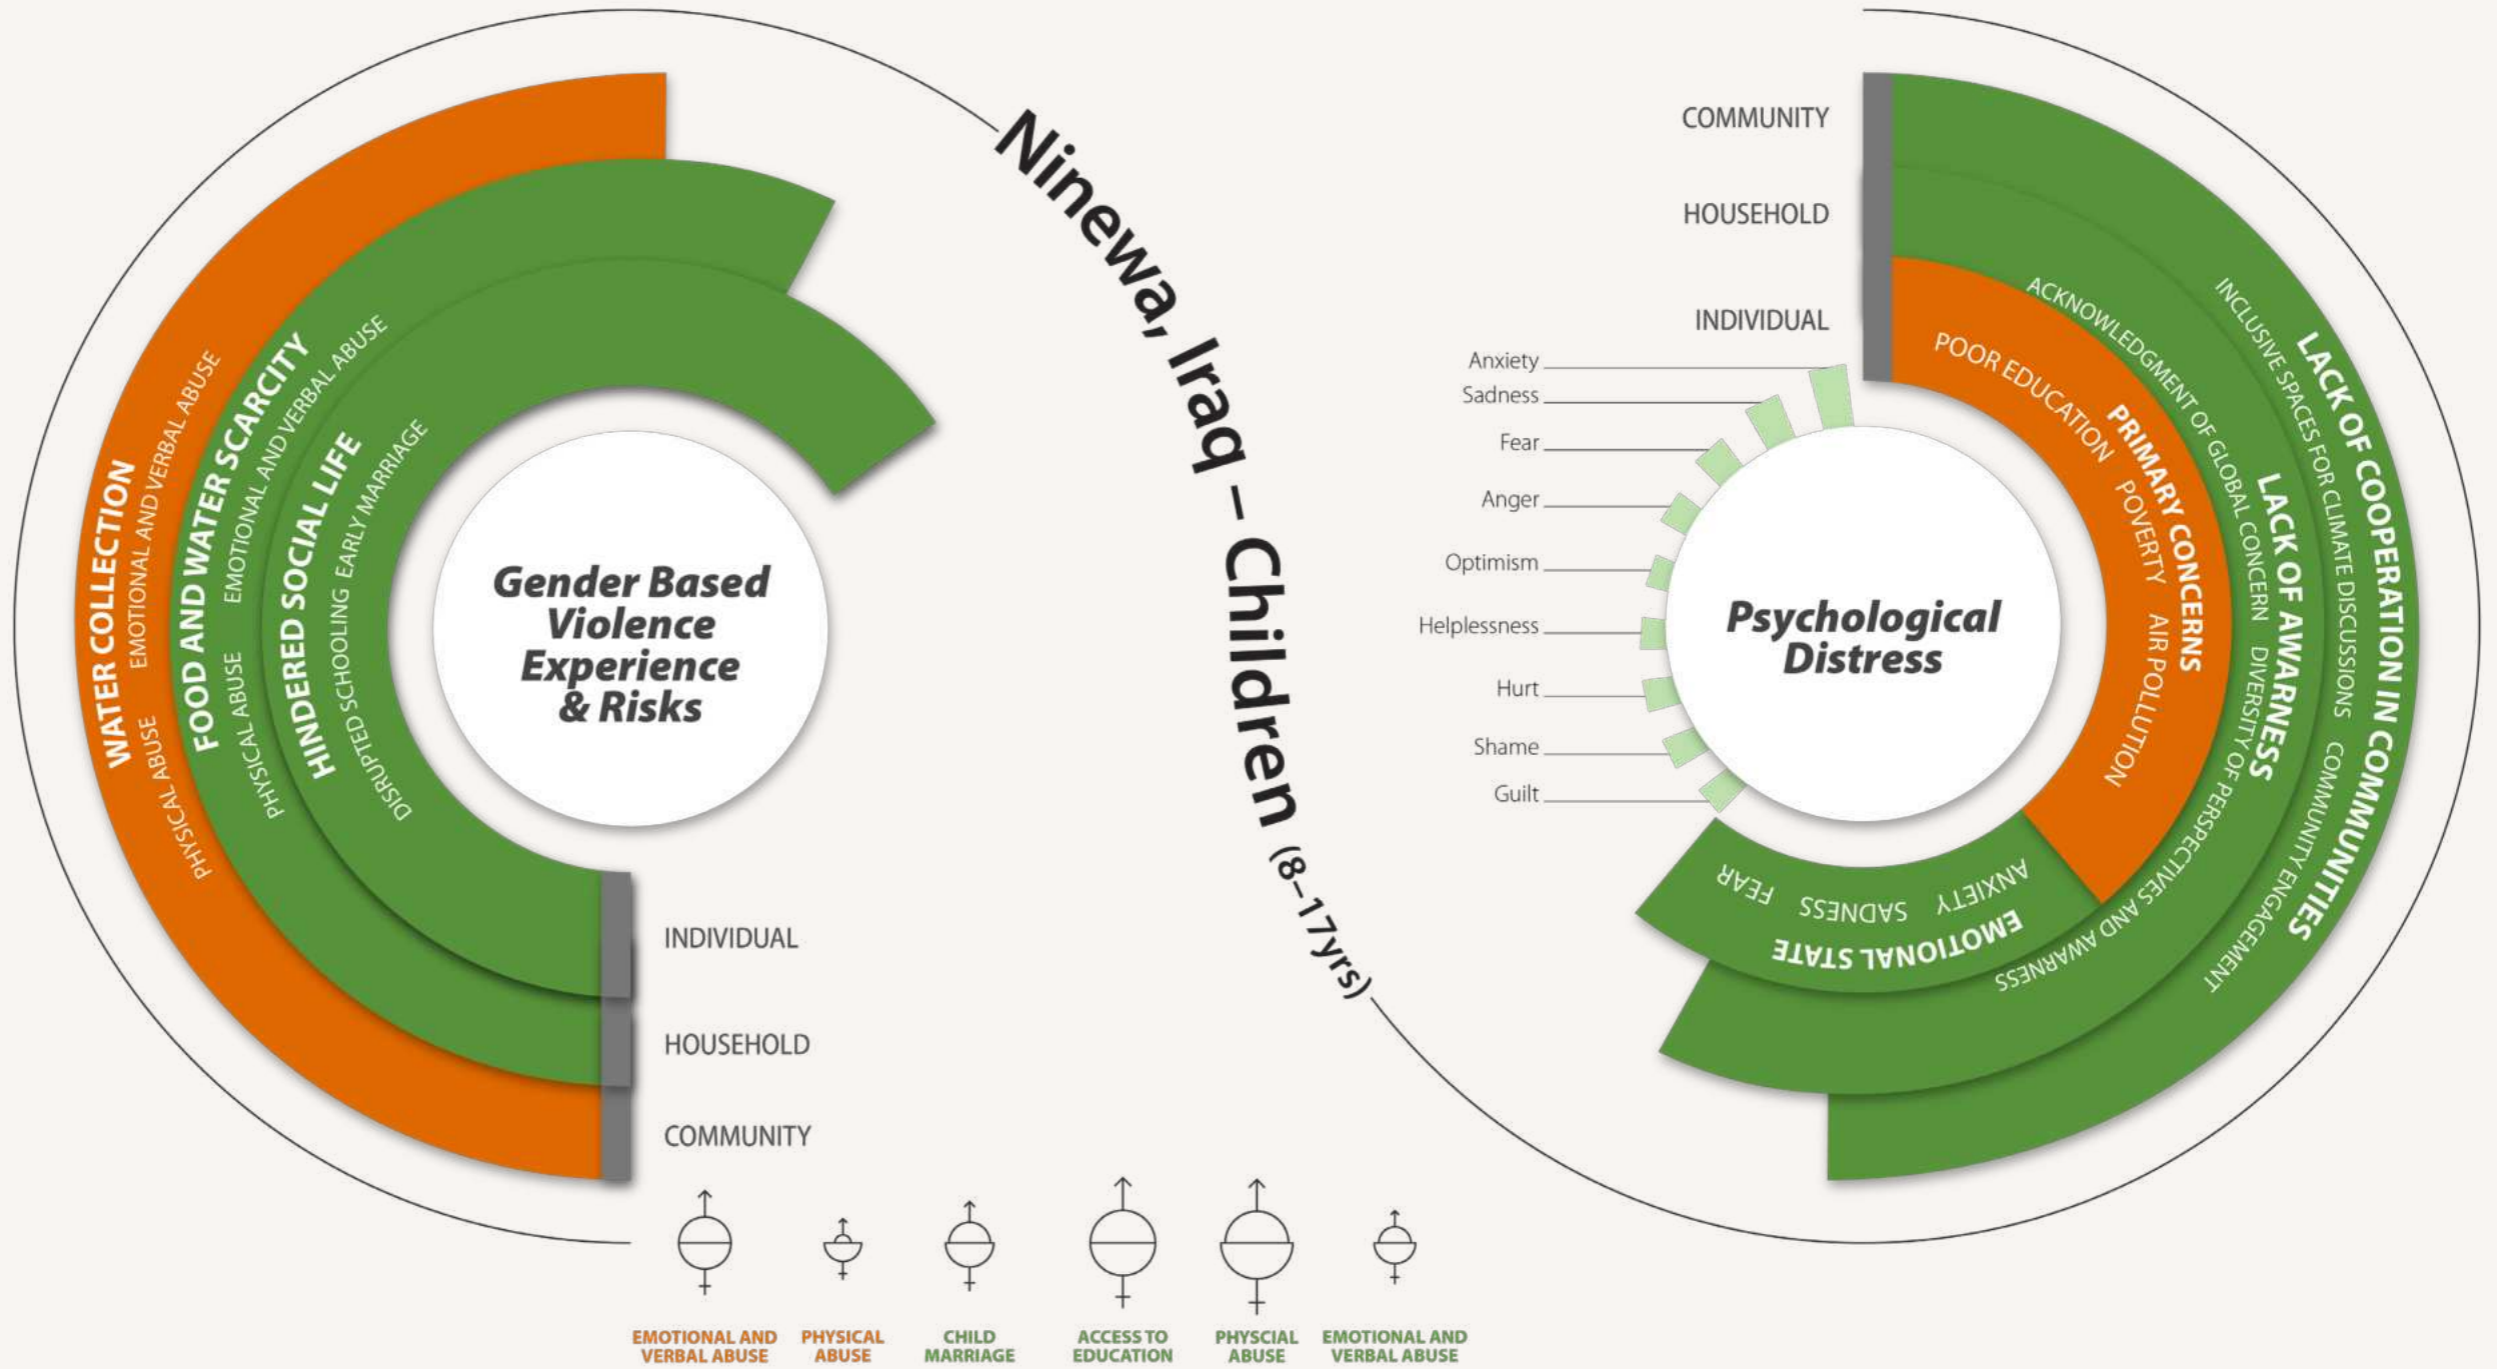 Ninewa, Iraq – Children (8–17yrs)
WATER COLLECTION
PHYSICAL ABUSE EMOTIONAL AND VERBAL ABUSE
FOOD AND WATER SCARCITY
PHYSICAL ABUSE EMOTIONAL AND VERBAL ABUSE
HINDERED SOCIAL LIFE
DISRUPTED SCHOOLING EARLY MARRIAGE
Gender Based
Violence
Experience
& Risks
INDIVIDUAL
HOUSEHOLD
COMMUNITY
EMOTIONAL AND
VERBAL ABUSE
PHYSICAL
ABUSE
CHILD
MARRIAGE
ACCESS TO
EDUCATION
PHYSCIAL
ABUSE
EMOTIONAL AND
VERBAL ABUSE
COMMUNITY
HOUSEHOLD
INDIVIDUAL
Anxiety
Sadness
Fear
Anger
Optimism
Helplessness
Hurt
Shame
Guilt
Psychological
Distress
LACK OF COOPERATION IN COMMUNITIES
INCLUSIVE SPACES FOR CLIMATE DISCUSSIONS COMMUNITY ENGAGEMENT
LACK OF AWARNESS
ACKNOWLEDGMENT OF GLOBAL CONCERN DIVERSITY OF PERSPECTIVES AND AWARNESS
PRIMARY CONCERNS
POOR EDUCATION POVERTY AIR POLLUTION
EMOTIONAL STATE
ANXIETY SADNESS FEAR